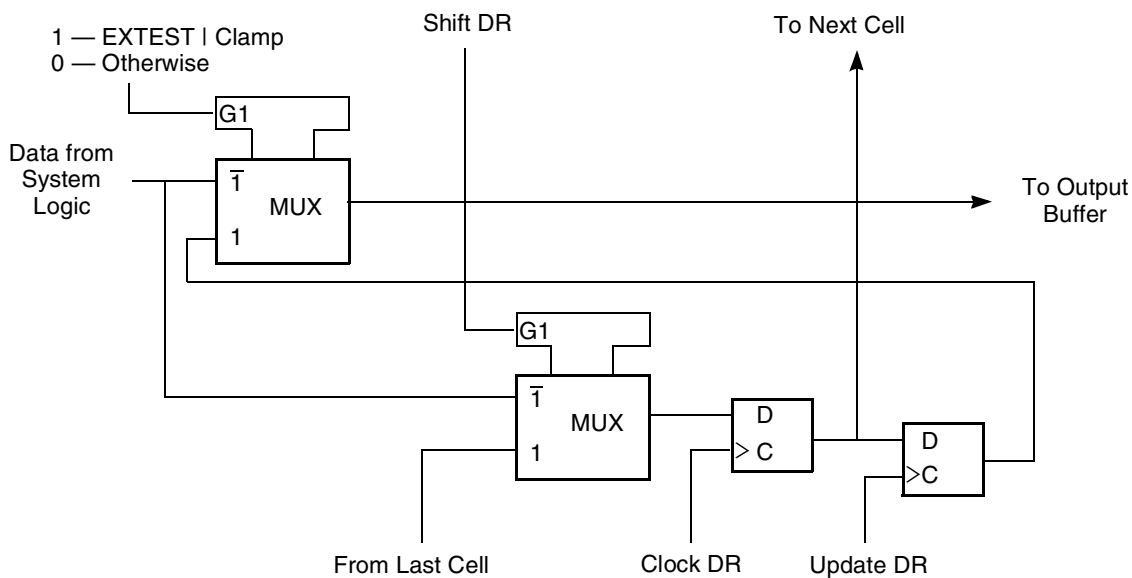 Shift DR
To Next Cell
1 — EXTEST | Clamp
0 — Otherwise
G1
Data from
System
Logic
1̅
MUX
1
To Output
Buffer
G1
1̅
MUX
1
D
C
D
C
From Last Cell
Clock DR
Update DR